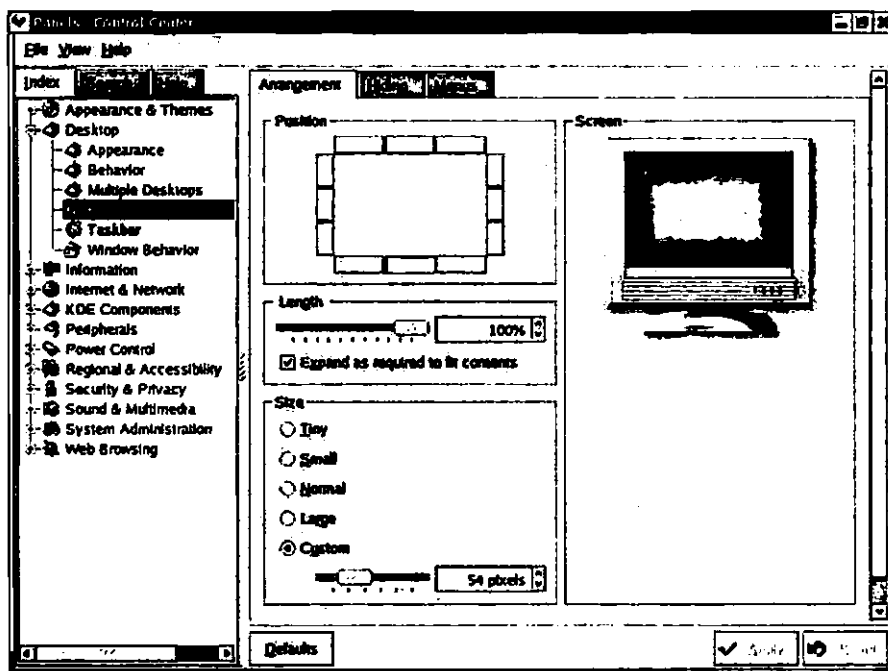 Panels - Control Center
File View Help
Index
Arrangement Hiding Menus
Appearance & Themes
Desktop
Appearance
Behavior
Multiple Desktops
Taskbar
Window Behavior
Information
Internet & Network
KDE Components
Peripherals
Power Control
Regional & Accessibility
Security & Privacy
Sound & Multimedia
System Administration
Web Browsing
Position
Screen
Length
100%
Expand as required to fit contents
Size
Tiny
Small
Normal
Large
Custom
54 pixels
Defaults
Apply